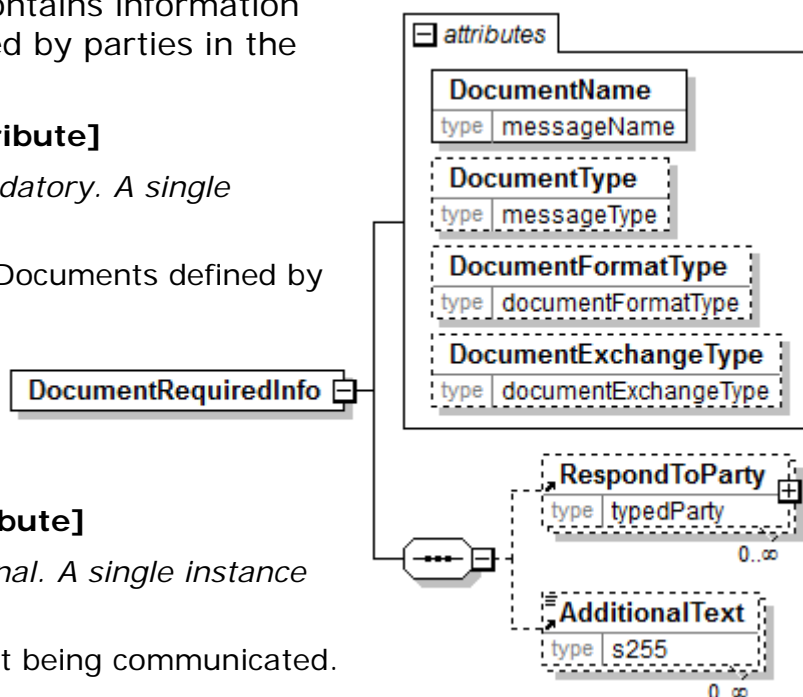 ontains information
ed by parties in the
ribute]
datory. A single
Documents defined by
ibute]
nal. A single instance
t being communicated.
attributes
DocumentName
type messageName
DocumentType
type messageType
DocumentFormatType
type documentFormatType
DocumentExchangeType
type documentExchangeType
DocumentRequiredInfo
RespondToParty
type typedParty
0..∞
AdditionalText
type s255
0..∞